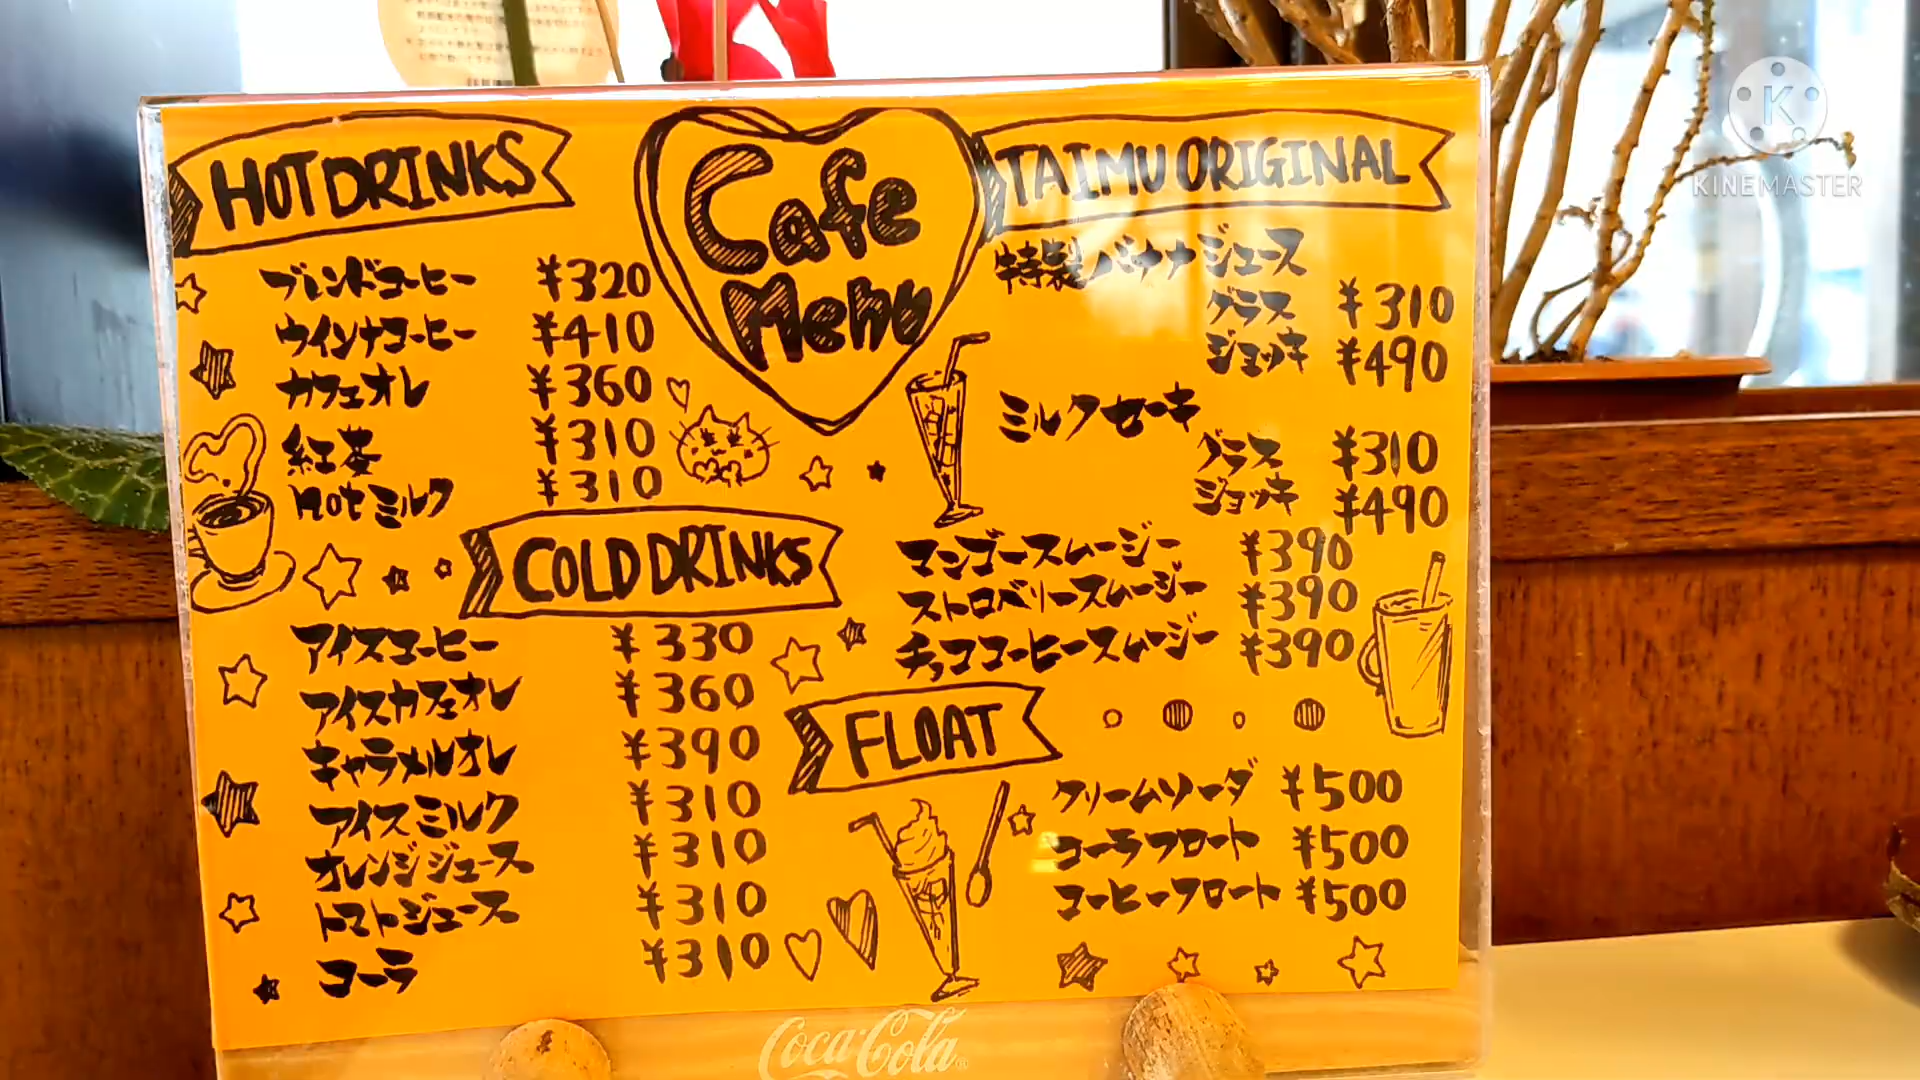 Cafe
Menu
HOT DRINKS
ブレンドコーヒー ¥320
ウインナコーヒー ¥410
カフェオレ ¥360
紅茶 ¥310
Hotミルク ¥310
COLD DRINKS
アイスコーヒー ¥330
アイスカフェオレ ¥360
キャラメルオレ ¥390
アイスミルク ¥310
オレンジジュース ¥310
トマトジュース ¥310
コーラ ¥310
TAIMU ORIGINAL
特製バナナジュース
グラス ¥310
ジョッキ ¥490
ミルクセーキ
グラス ¥310
ジョッキ ¥490
マンゴースムージー ¥390
ストロベリースムージー ¥390
チョココーヒースムージー ¥390
FLOAT
クリームソーダ ¥500
コーラフロート ¥500
コーヒーフロート ¥500
Coca-Cola
K
KINEMASTER